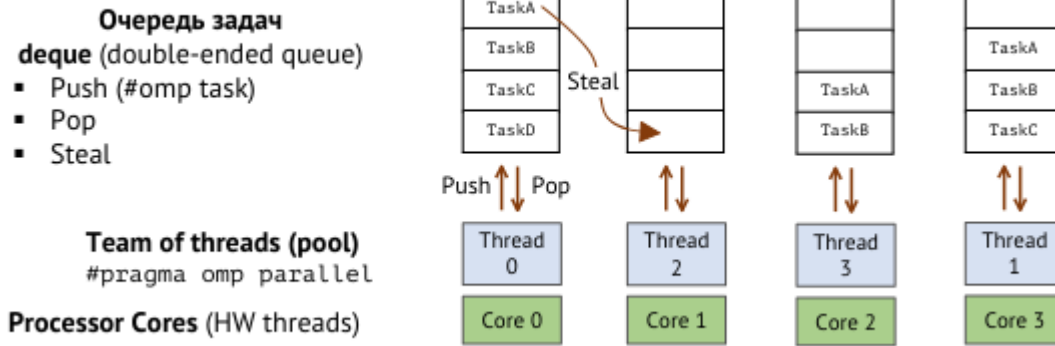 Очередь задач
deque (double-ended queue)
▪ Push (#omp task)
▪ Pop
▪ Steal
TaskA
TaskB
TaskC
TaskD
Steal
TaskA
TaskB
TaskA
TaskB
TaskC
Push
Pop
Team of threads (pool)
#pragma omp parallel
Thread
0
Thread
2
Thread
3
Thread
1
Processor Cores (HW threads)
Core 0
Core 1
Core 2
Core 3